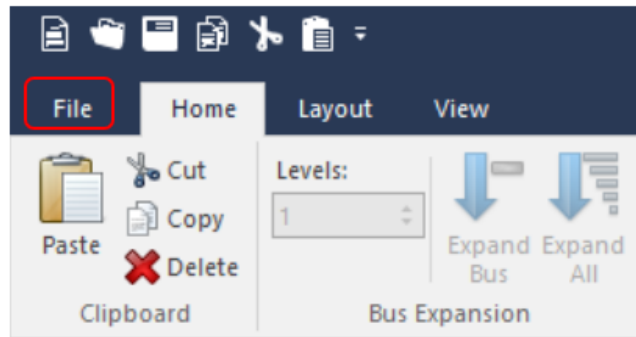 File Home Layout View
Cut Levels:
1
Copy
Paste Expand Expand
Delete Bus All
Clipboard Bus Expansion